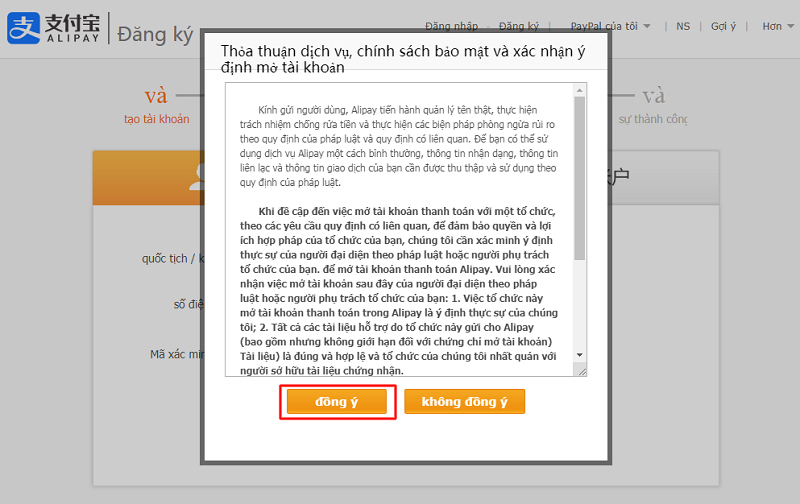 支付宝
ALIPAY
Đăng ký
Đăng nhập - Đăng ký | PayPal của tôi | NS | Gợi ý | Hơn
Thỏa thuận dịch vụ, chính sách bảo mật và xác nhận ý
định mở tài khoản
và
tạo tài khoản
và
sự thành công
Kính gửi người dùng, Alipay tiến hành quản lý tên thật, thực hiện
trách nhiệm chống rửa tiền và thực hiện các biện pháp phòng ngừa rủi ro
theo quy định của pháp luật và quy định có liên quan. Để bạn có thể sử
dụng dịch vụ Alipay một cách bình thường, thông tin nhận dạng, thông tin
liên lạc và thông tin giao dịch của bạn cần được thu thập và sử dụng theo
quy định của pháp luật.
Khi đề cập đến việc mở tài khoản thanh toán với một tổ chức,
theo các yêu cầu quy định có liên quan, để đảm bảo quyền và lợi
ích hợp pháp của tổ chức của bạn, chúng tôi cần xác minh ý định
thực sự của người đại diện theo pháp luật hoặc người phụ trách
tổ chức của bạn. để mở tài khoản thanh toán Alipay. Vui lòng xác
nhận việc mở tài khoản sau đây của người đại diện theo pháp
luật hoặc người phụ trách tổ chức của bạn: 1. Việc tổ chức này
mở tài khoản thanh toán trong Alipay là ý định thực sự của chúng
tôi; 2. Tất cả các tài liệu hỗ trợ do tổ chức này gửi cho Alipay
(bao gồm nhưng không giới hạn đối với chứng chỉ mở tài khoản)
Tài liệu) là đúng và hợp lệ và tổ chức của chúng tôi nhất quán với
người sở hữu tài liệu chứng nhận.
户
quốc tịch / k
số điệ
Mã xác min
đồng ý
không đồng ý